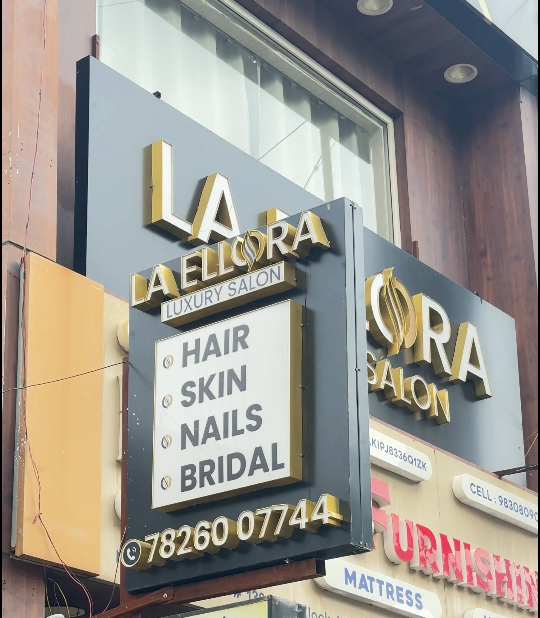 LA
ORA
SALON
LA ELLORA
LUXURY SALON
HAIR
SKIN
NAILS
BRIDAL
78260 07744
KIPJ8336Q1ZK
CELL : 98308090
FURNISHIN
MATTRESS